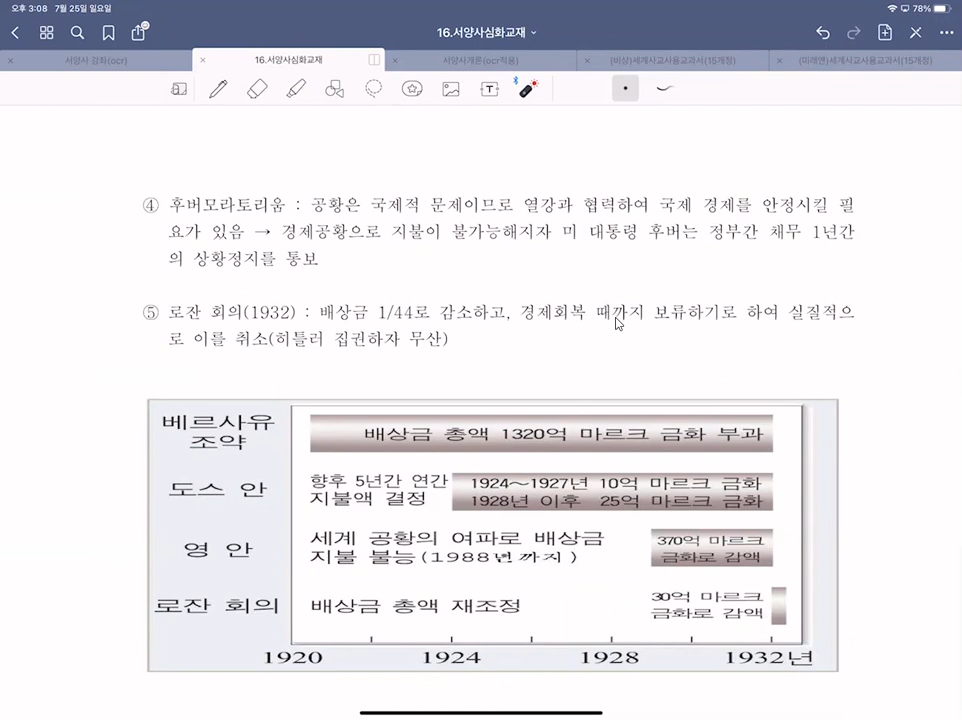 오후 3:08 7월 25일 일요일
78%
16.서양사심화교재
서양사 강좌(ocr)
16.서양사심화교재
서양사개론(ocr적용)
(비상)세계사교사용교과서(15개정)
(미래엔)세계사교사용교과서(15개정)
④ 후버모라토리움 : 공황은 국제적 문제이므로 열강과 협력하여 국제 경제를 안정시킬 필
요가 있음 → 경제공황으로 지불이 불가능해지자 미 대통령 후버는 정부간 채무 1년간
의 상황정지를 통보
⑤ 로잔 회의(1932) : 배상금 1/44로 감소하고, 경제회복 때까지 보류하기로 하여 실질적으
로 이를 취소(히틀러 집권하자 무산)
베르사유
조약
배상금 총액 1320억 마르크 금화 부과
도스 안
향후 5년간 연간
지불액 결정
1924~1927년 10억 마르크 금화
1928년 이후 25억 마르크 금화
영 안
세계 공황의 여파로 배상금
지불 불능(1988년까지)
370억 마르크
금화로 감액
로잔 회의
배상금 총액 재조정
30억 마르크
금화로 감액
1920 1924 1928 1932년